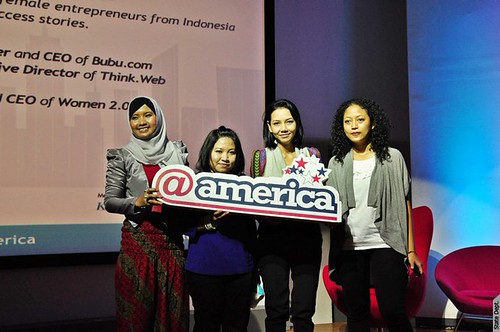 female entrepreneurs from Indonesia
ccess stories.
er and CEO of Bubu.com
ive Director of Think.Web
CEO of Women 2.0
@america
erica